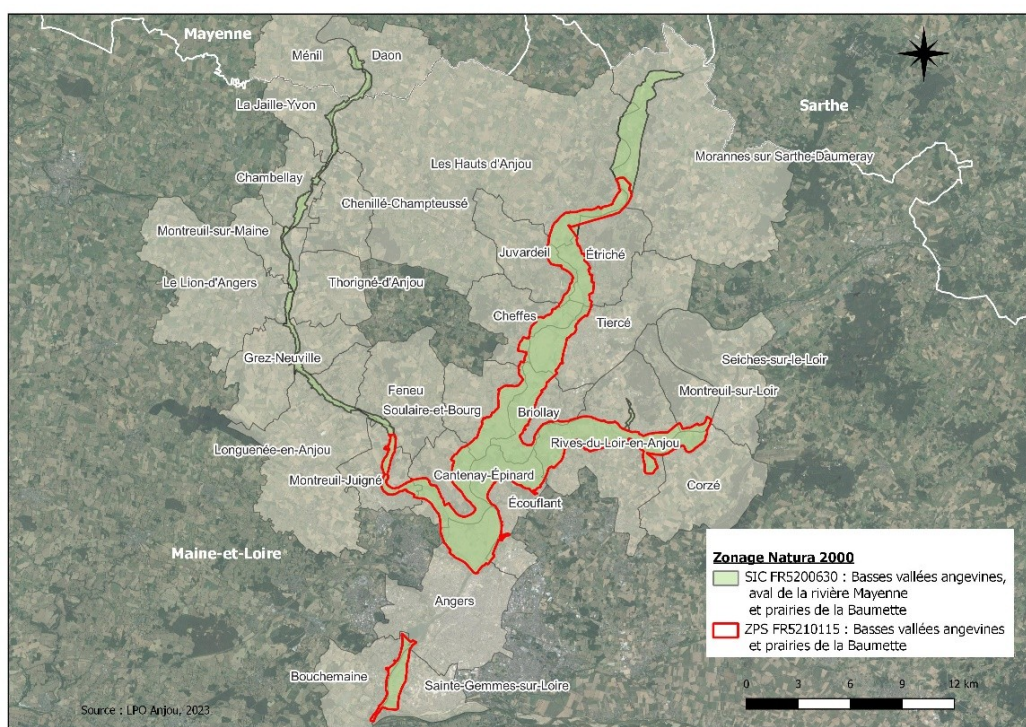 Mayenne
Ménil
Daon
La Jaille-Yvon
Sarthe
Les Hauts d'Anjou
Morannes sur Sarthe-Daumeray
Chambellay
Chenillé-Champteussé
Montreuil-sur-Maine
Juvardeil
Étriché
Le Lion-d'Angers
Thorigné-d'Anjou
Cheffes
Tiercé
Grez-Neuville
Seiches-sur-le-Loir
Feneu
Montreuil-sur-Loir
Soulaire-et-Bourg
Briollay
Longuenée-en-Anjou
Rives-du-Loir-en-Anjou
Montreuil-Juigné
Cantenay-Épinard
Corzé
Écouflant
Maine-et-Loire
Angers
Bouchemaine
Sainte-Gemmes-sur-Loire
Zonage Natura 2000
SIC FR5200630 : Basses vallées angevines,
aval de la rivière Mayenne
et prairies de la Baumette
ZPS FR5210115 : Basses vallées angevines
et prairies de la Baumette
0 3 6 9 12 km
Source : LPO Anjou, 2023